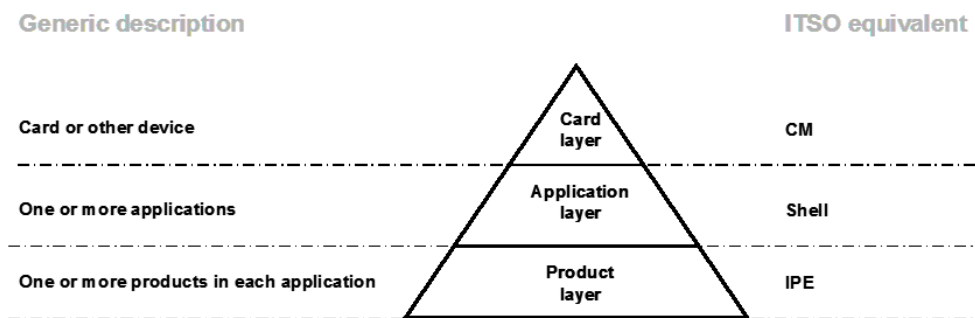 Generic description ITSO equivalent
Card or other device Card layer CM
One or more applications Application layer Shell
One or more products in each application Product layer IPE